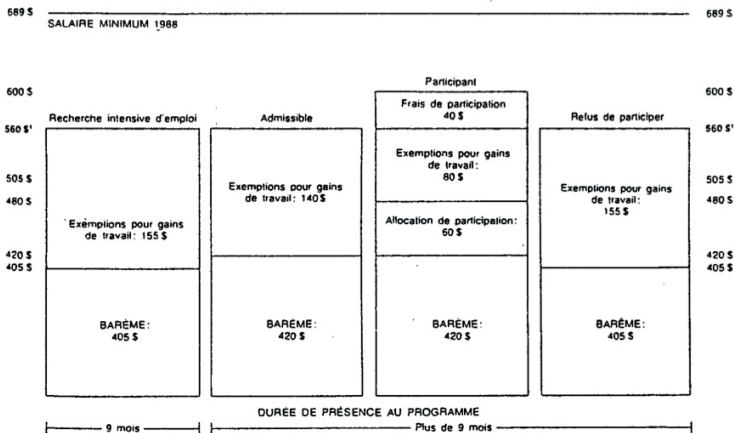 689 $
689 $
SALAIRE MINIMUM 1988
Participant
600 $
Frais de participation
40 $
600 $
Recherche intensive d'emploi
Admissible
Refus de participer
560 $¹
560 $¹
Exemptions pour gains
de travail:
80 $
505 $
505 $
Exemptions pour gains
de travail: 140 $
Exemptions pour gains
de travail:
155 $
480 $
480 $
Exemptions pour gains
de travail: 155 $
Allocation de participation:
60 $
420 $
420 $
405 $
405 $
BARÈME:
405 $
BARÈME:
420 $
BARÈME:
420 $
BARÈME:
405 $
DURÉE DE PRÉSENCE AU PROGRAMME
9 mois
Plus de 9 mois